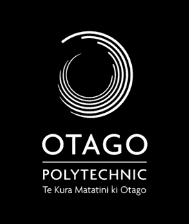 OTAGO
POLYTECHNIC
Te Kura Matatini ki Otago